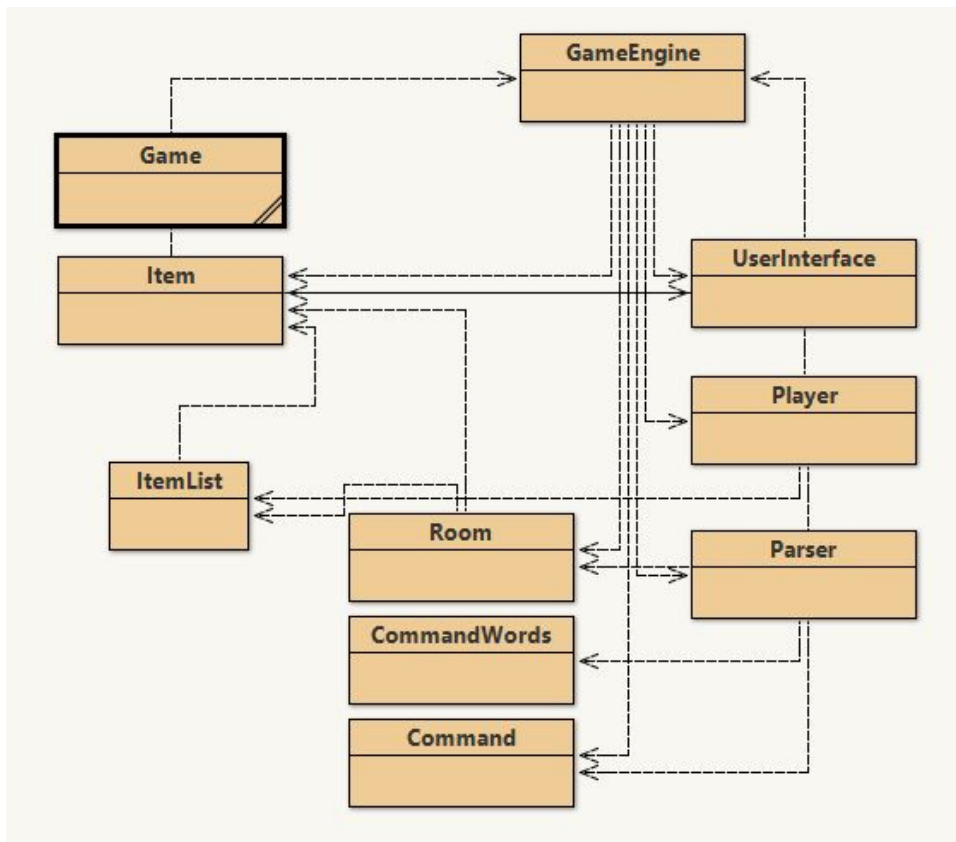 GameEngine
Game
Item
UserInterface
Player
ItemList
Room
Parser
CommandWords
Command